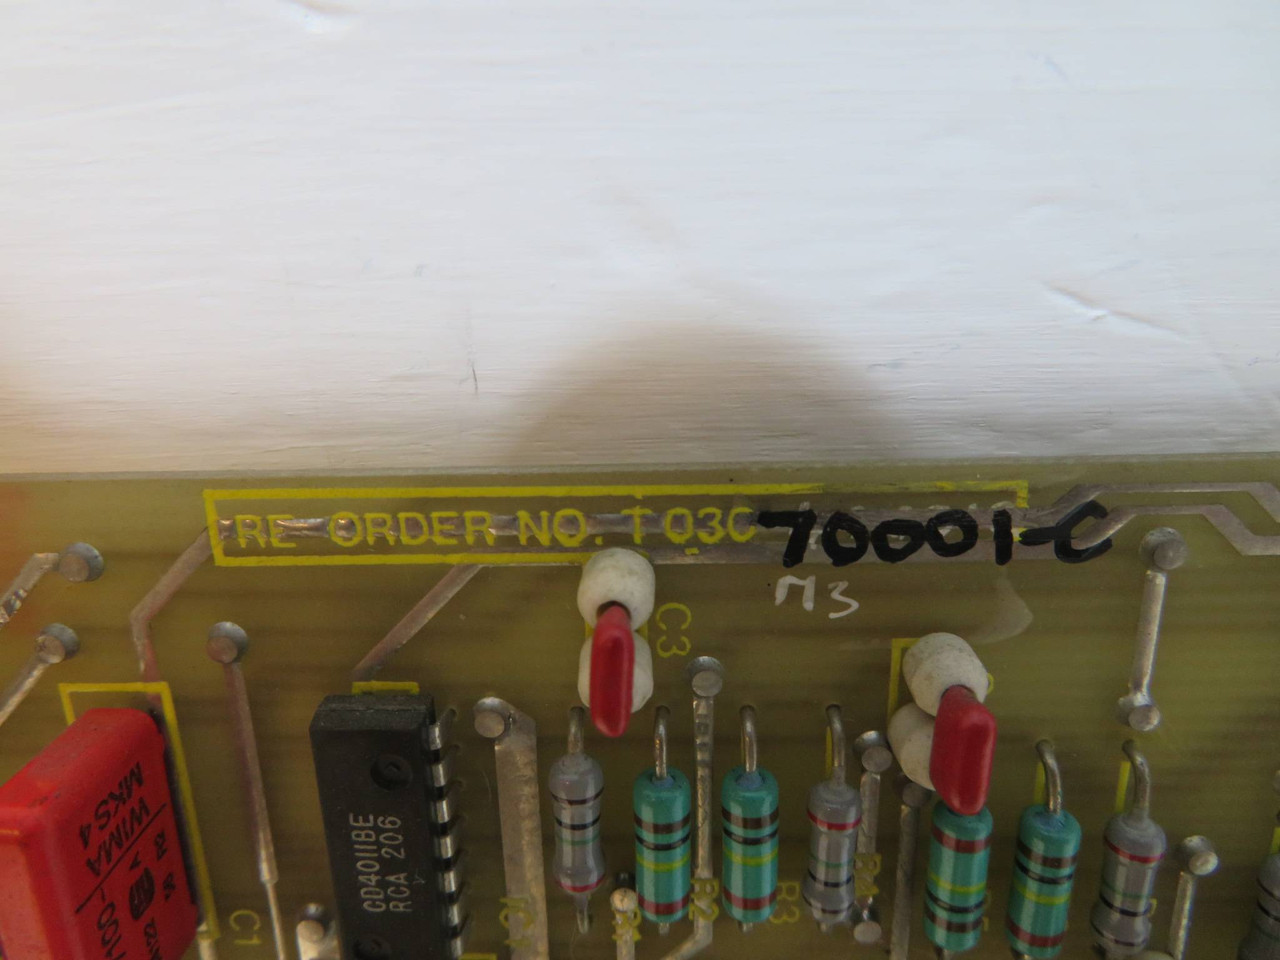 RE ORDER NO. T03C 70001-C
M3
C3
WIMA
MKS 4
CD4011BE
RCA 206
C1
R2
R3